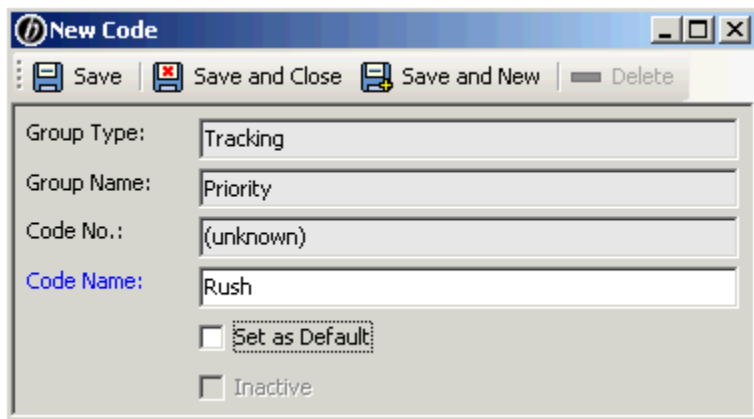 New Code
Save Save and Close Save and New Delete
Group Type: Tracking
Group Name: Priority
Code No.: (unknown)
Code Name: Rush
Set as Default
Inactive